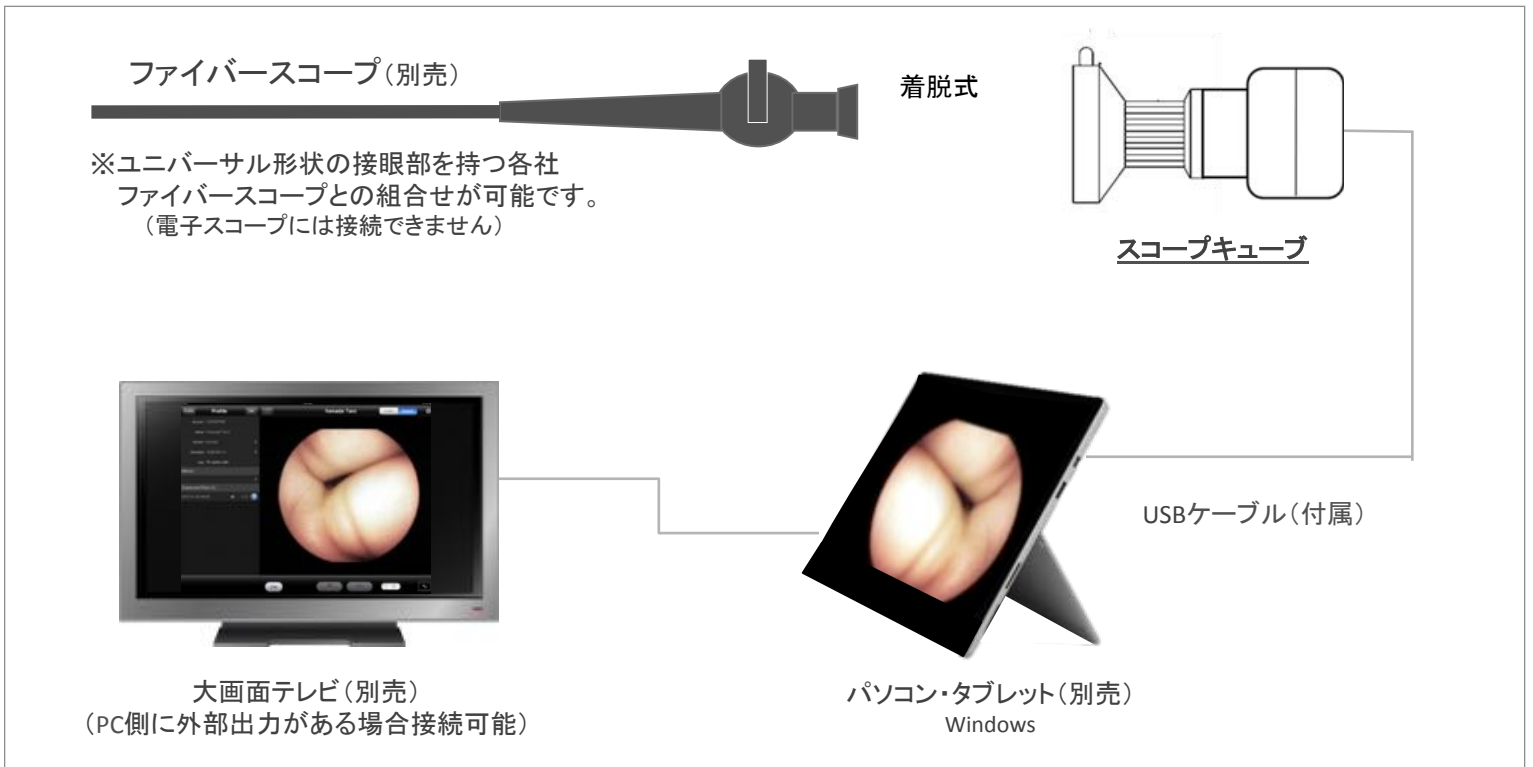 ファイバースコープ（別売）
着脱式
※ユニバーサル形状の接眼部を持つ各社
ファイバースコープとの組合せが可能です。
（電子スコープには接続できません）
スコープキューブ
Profile
USBケーブル（付属）
大画面テレビ（別売）
（PC側に外部出力がある場合接続可能）
パソコン・タブレット（別売）
Windows